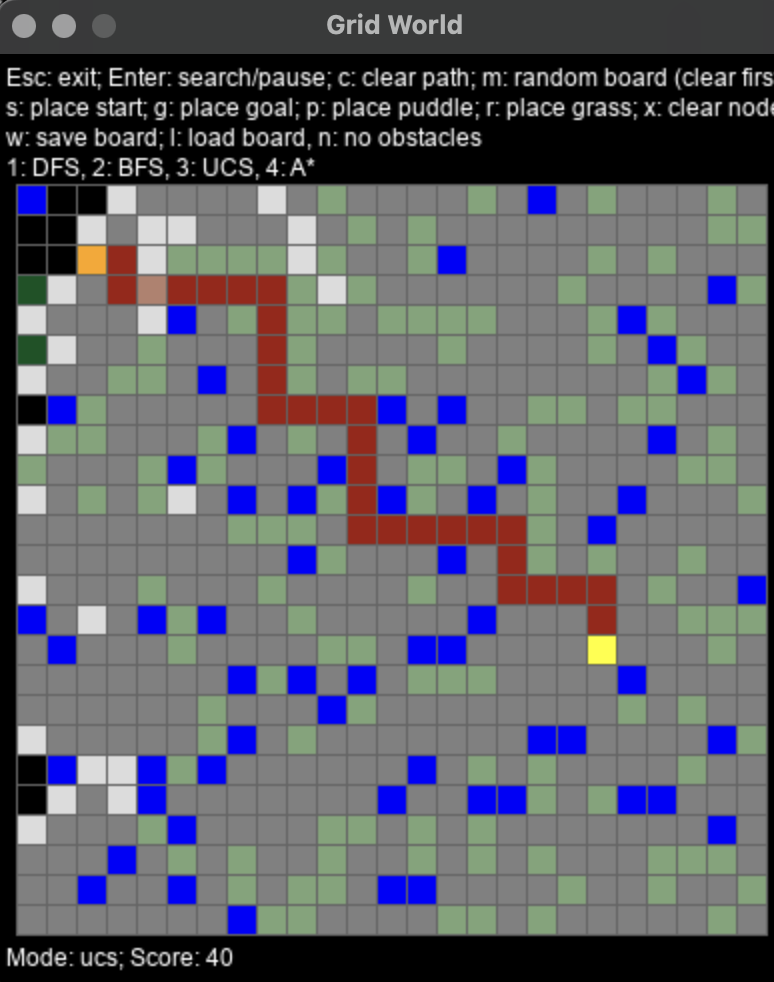 Grid World
Esc: exit; Enter: search/pause; c: clear path; m: random board (clear firs
s: place start; g: place goal; p: place puddle; r: place grass; x: clear node
w: save board; l: load board, n: no obstacles
1: DFS, 2: BFS, 3: UCS, 4: A*
Mode: ucs; Score: 40